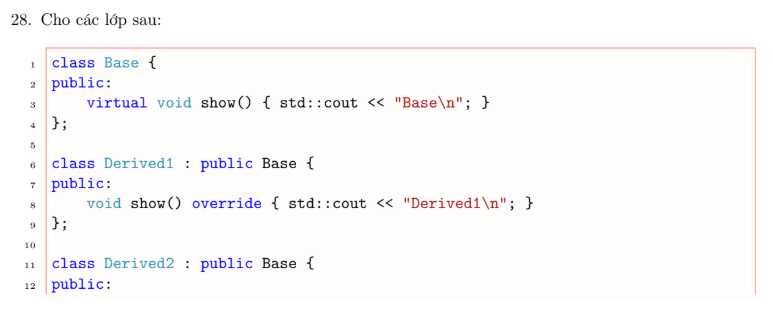 28. Cho các lớp sau:
1 class Base {
2 public:
3 virtual void show() { std::cout << "Base\n"; }
4 };
5
6 class Derived1 : public Base {
7 public:
8 void show() override { std::cout << "Derived1\n"; }
9 };
10
11 class Derived2 : public Base {
12 public: